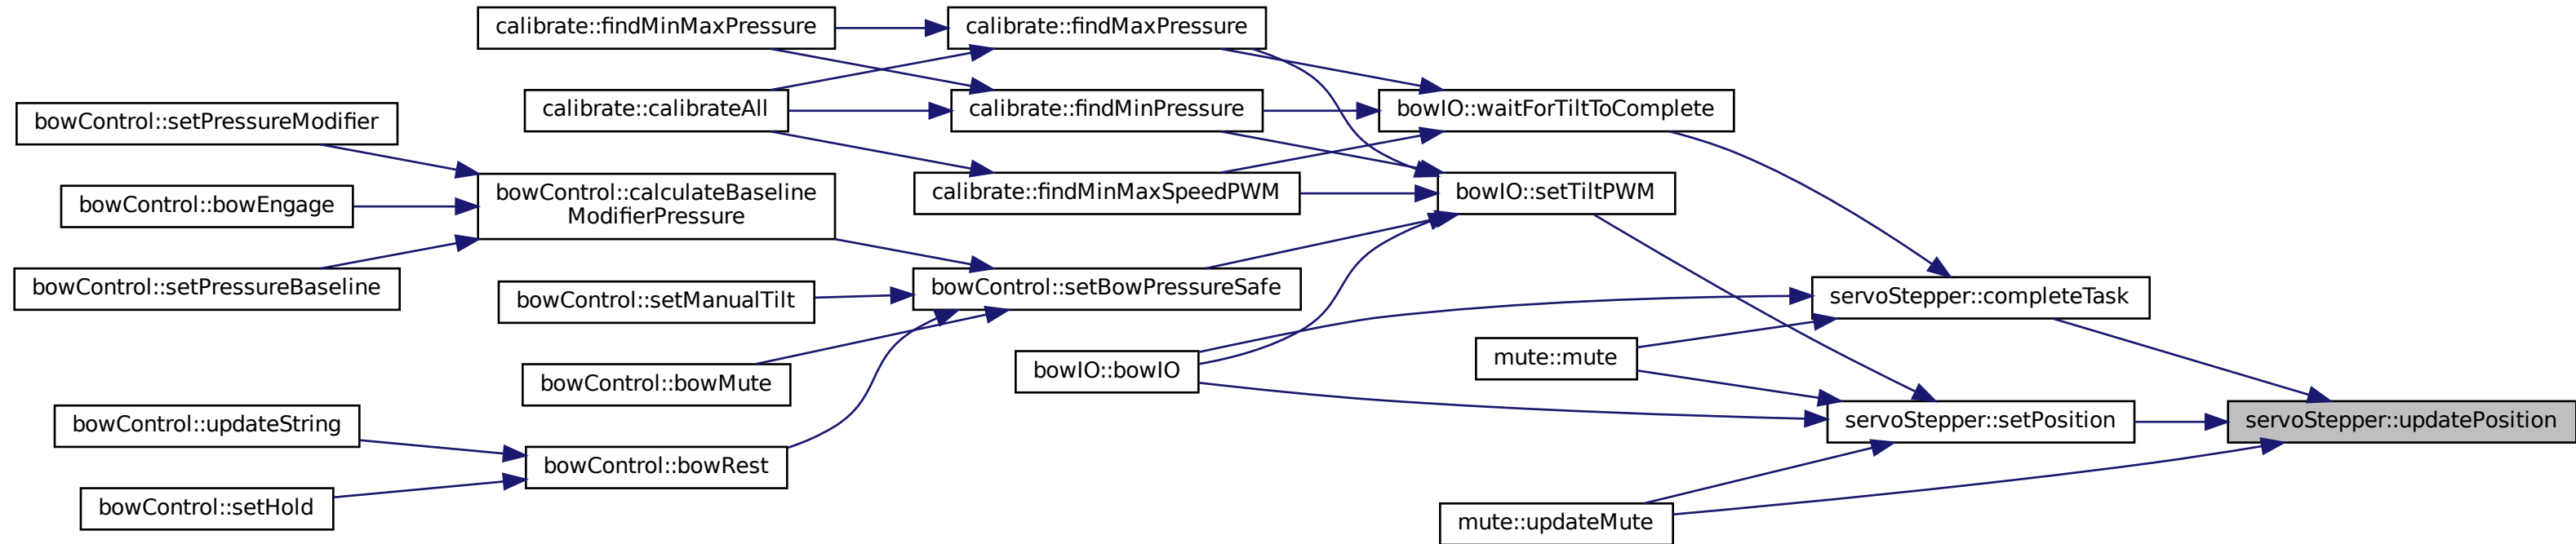 calibrate::findMinMaxPressure
calibrate::findMaxPressure
calibrate::calibrateAll
calibrate::findMinPressure
bowIO::waitForTiltToComplete
bowControl::setPressureModifier
bowControl::bowEngage
bowControl::calculateBaseline
ModifierPressure
calibrate::findMinMaxSpeedPWM
bowIO::setTiltPWM
bowControl::setPressureBaseline
bowControl::setManualTilt
bowControl::setBowPressureSafe
servoStepper::completeTask
bowControl::bowMute
bowIO::bowIO
mute::mute
bowControl::updateString
servoStepper::setPosition
servoStepper::updatePosition
bowControl::bowRest
bowControl::setHold
mute::updateMute